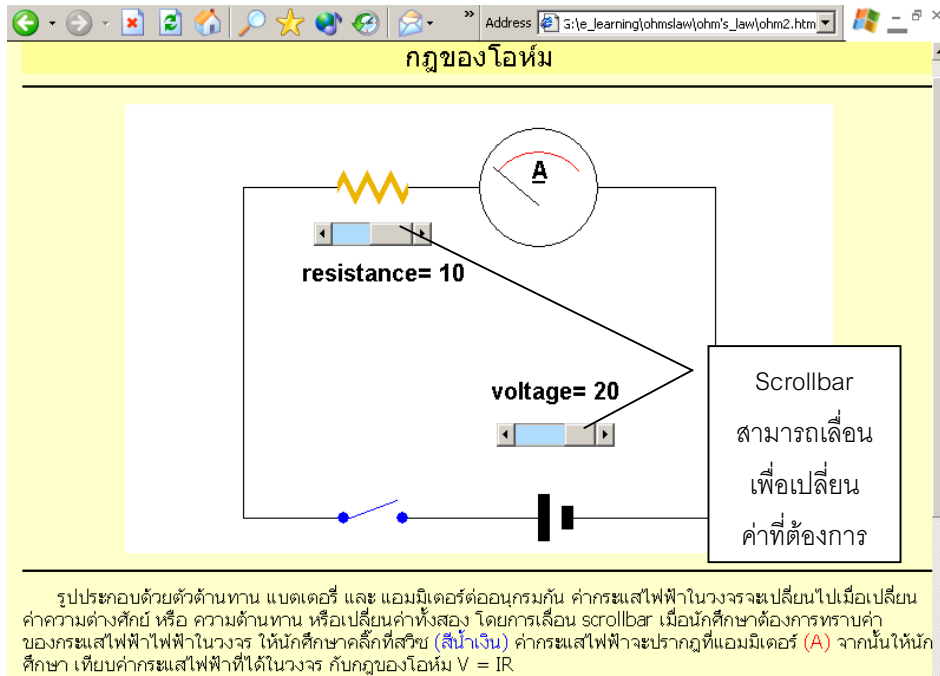 » Address G:\e_learning\ohmslaw\ohm's_law\ohm2.htm
กฎของโอห์ม
A
resistance= 10
voltage= 20
Scrollbar
สามารถเลื่อน
เพื่อเปลี่ยน
ค่าที่ต้องการ
รูปประกอบด้วยตัวต้านทาน แบตเตอรี่ และ แอมมิเตอร์ต่ออนุกรมกัน ค่ากระแสไฟฟ้าในวงจรจะเปลี่ยนไปเมื่อเปลี่ยน
ค่าความต่างศักย์ หรือ ความต้านทาน หรือเปลี่ยนค่าทั้งสอง โดยการเลื่อน scrollbar เมื่อนักศึกษาต้องการทราบค่า
ของกระแสไฟฟ้าไฟฟ้าในวงจร ให้นักศึกษาคลิ๊กที่สวิซ (สีน้ำเงิน) ค่ากระแสไฟฟ้าจะปรากฎที่แอมมิเตอร์ (A) จากนั้นให้นัก
ศึกษา เทียบค่ากระแสไฟฟ้าที่ได้ในวงจร กับกฎของโอห์ม V = IR